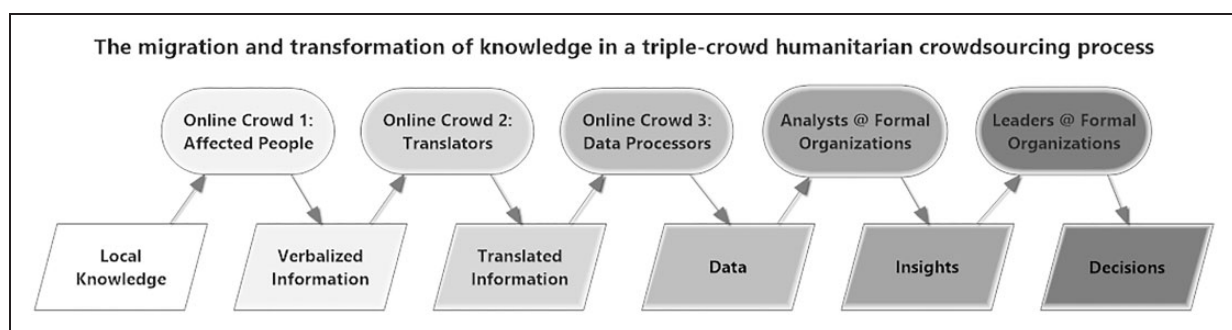 The migration and transformation of knowledge in a triple-crowd humanitarian crowdsourcing process
Online Crowd 1:
Affected People
Online Crowd 2:
Translators
Online Crowd 3:
Data Processors
Analysts @ Formal
Organizations
Leaders @ Formal
Organizations
Local
Knowledge
Verbalized
Information
Translated
Information
Data
Insights
Decisions